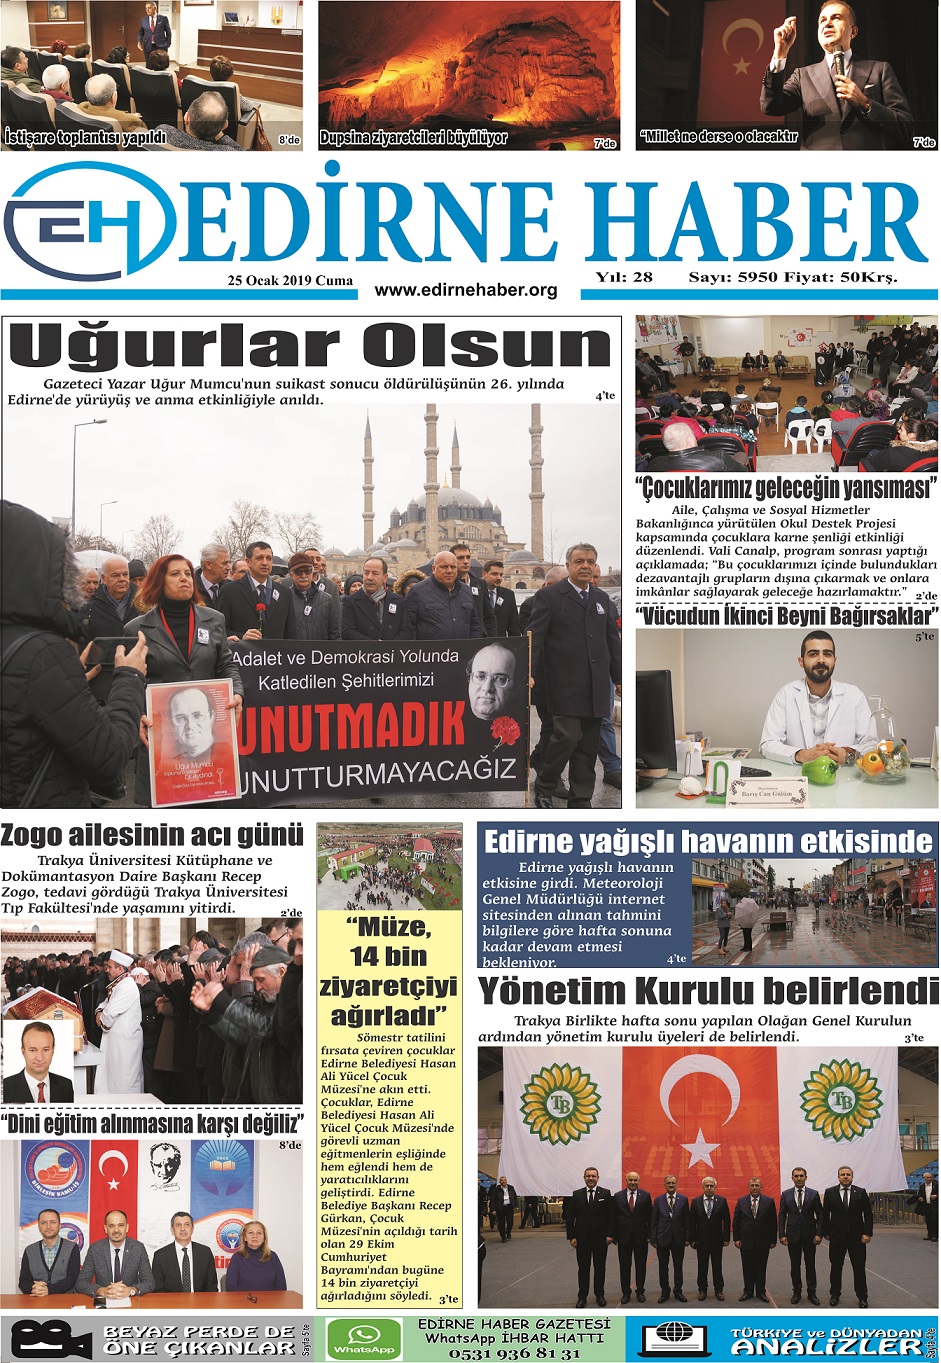 İstişare toplantısı yapıldı
8'de
Dupsina ziyaretcileri büyülüyor
7'de
“Millet ne derse o olacaktır
7'de
EH EDİRNE HABER
25 Ocak 2019 Cuma
www.edirnehaber.org
Yıl: 28 Sayı: 5950 Fiyat: 50Krş.
Uğurlar Olsun
Gazeteci Yazar Uğur Mumcu'nun suikast sonucu öldürülüşünün 26. yılında
Edirne'de yürüyüş ve anma etkinliğiyle anıldı.
4'te
Adalet ve Demokrasi Yolunda
Katledilen Şehitlerimizi
UNUTMADIK
UNUTTURMAYACAĞIZ
Uğur Mumcu
“Çocuklarımız geleceğin yansıması”
Aile, Çalışma ve Sosyal Hizmetler
Bakanlığınca yürütülen Okul Destek Projesi
kapsamında çocuklara karne şenliği etkinliği
düzenlendi. Vali Canalp, program sonrası yaptığı
açıklamada; “Bu çocuklarımızı içinde bulundukları
dezavantajlı grupların dışına çıkarmak ve onlara
imkânlar sağlayarak geleceğe hazırlamaktır.”
2'de
“Vücudun İkinci Beyni Bağırsaklar”
5'te
Barış Can Gülüm
Zogo ailesinin acı günü
Trakya Üniversitesi Kütüphane ve
Dokümantasyon Daire Başkanı Recep
Zogo, tedavi gördüğü Trakya Üniversitesi
Tıp Fakültesi'nde yaşamını yitirdi.
2'de
“Dini eğitim alınmasına karşı değiliz”
8'de
BİRLEŞİK KAMU-İŞ
“Müze,
14 bin
ziyaretçiyi
ağırladı”
Sömestr tatilini
fırsata çeviren çocuklar
Edirne Belediyesi Hasan
Ali Yücel Çocuk
Müzesi'ne akın etti.
Çocuklar, Edirne
Belediyesi Hasan Ali
Yücel Çocuk Müzesi'nde
görevli uzman
eğitmenlerin eşliğinde
hem eğlendi hem de
yaratıcılıklarını
geliştirdi. Edirne
Belediye Başkanı Recep
Gürkan, Çocuk
Müzesi'nin açıldığı tarih
olan 29 Ekim
Cumhuriyet
Bayramı'ndan bugüne
14 bin ziyaretçiyi
ağırladığını söyledi.
3'te
Edirne yağışlı havanın etkisinde
Edirne yağışlı havanın
etkisine girdi. Meteoroloji
Genel Müdürlüğü internet
sitesinden alınan tahmini
bilgilere göre hafta sonuna
kadar devam etmesi
bekleniyor.
4'te
Yönetim Kurulu belirlendi
Trakya Birlikte hafta sonu yapılan Olağan Genel Kurulun
ardından yönetim kurulu üyeleri de belirlendi.
3'te
TB
TB
BEYAZ PERDE DE
ÖNE ÇIKANLAR
Sayfa 5'te
WhatsApp
EDİRNE HABER GAZETESİ
WhatsApp İHBAR HATTI
0531 936 81 31
TÜRKİYE ve DÜNYADAN
ANALİZLER